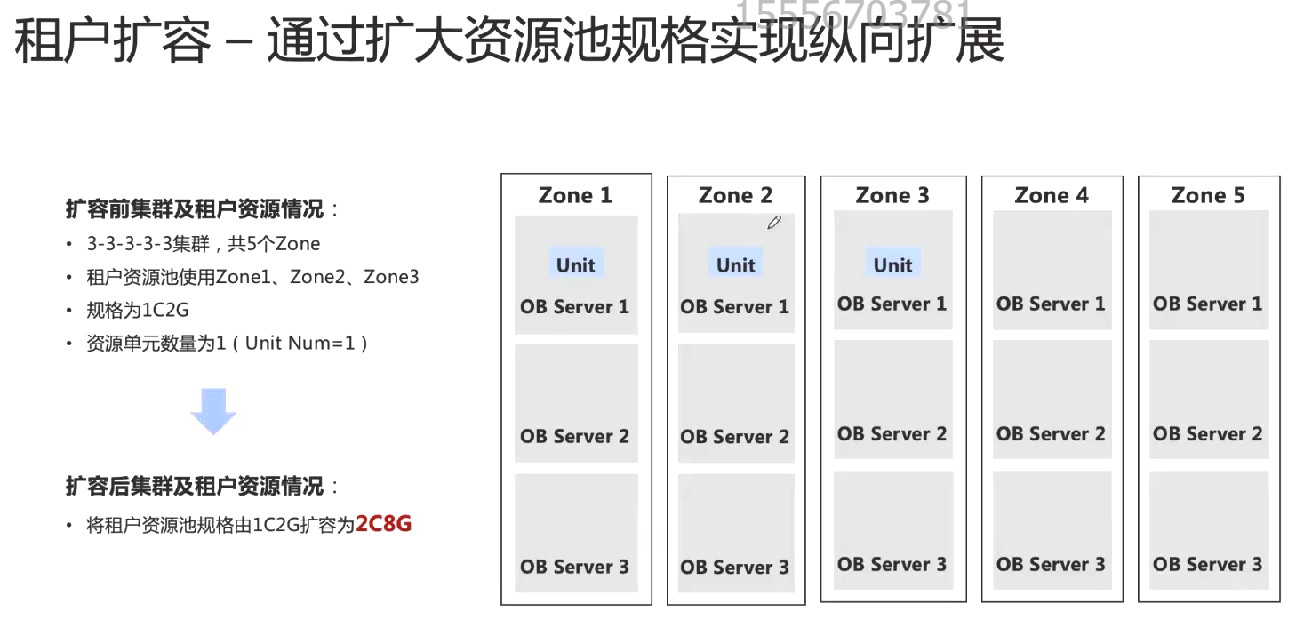 15556703781
租户扩容 – 通过扩大资源池规格实现纵向扩展
扩容前集群及租户资源情况：
• 3-3-3-3-3集群，共5个Zone
• 租户资源池使用Zone1、Zone2、Zone3
• 规格为1C2G
• 资源单元数量为1（Unit Num=1）
扩容后集群及租户资源情况：
• 将租户资源池规格由1C2G扩容为2C8G
Zone 1
Unit
OB Server 1
OB Server 2
OB Server 3
Zone 2
Unit
OB Server 1
OB Server 2
OB Server 3
Zone 3
Unit
OB Server 1
OB Server 2
OB Server 3
Zone 4
OB Server 1
OB Server 2
OB Server 3
Zone 5
OB Server 1
OB Server 2
OB Server 3